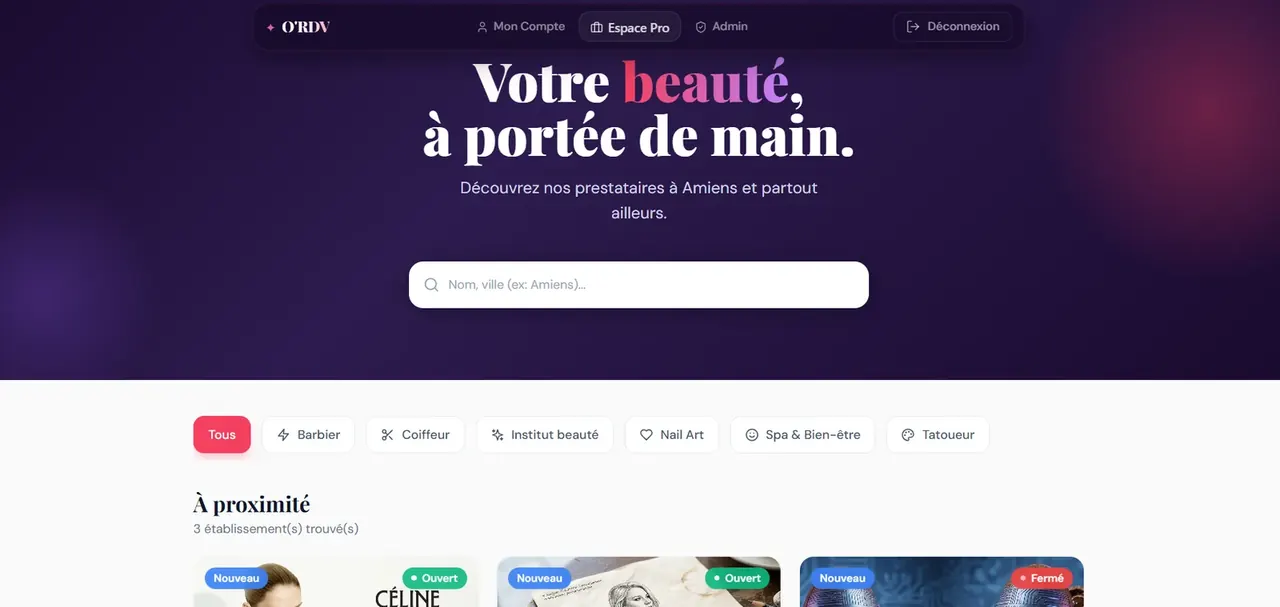 O'RDV
Mon Compte
Espace Pro
Admin
Déconnexion
Votre beauté,
à portée de main.
Découvrez nos prestataires à Amiens et partout
ailleurs.
Nom, ville (ex: Amiens)...
Tous
Barbier
Coiffeur
Institut beauté
Nail Art
Spa & Bien-être
Tatoueur
À proximité
3 établissement(s) trouvé(s)
Nouveau
Ouvert
CÉLINE
Nouveau
Ouvert
Nouveau
Fermé